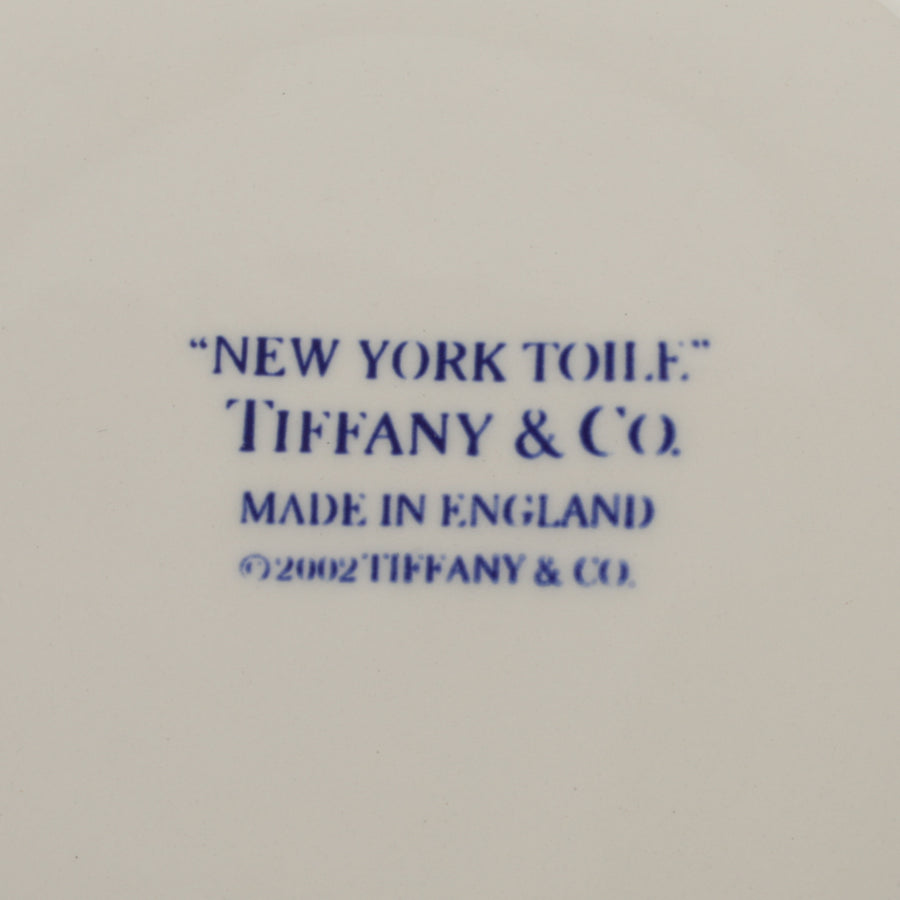 “NEW YORK TOILE”
TIFFANY & CO.
MADE IN ENGLAND
©2002 TIFFANY & CO.